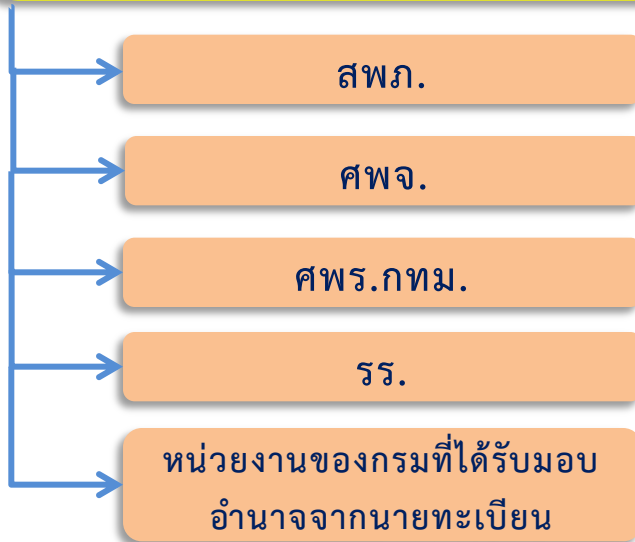 สพภ.
ศพจ.
ศพร.กทม.
รร.
หน่วยงานของกรมที่ได้รับมอบ
อำนาจจากนายทะเบียน